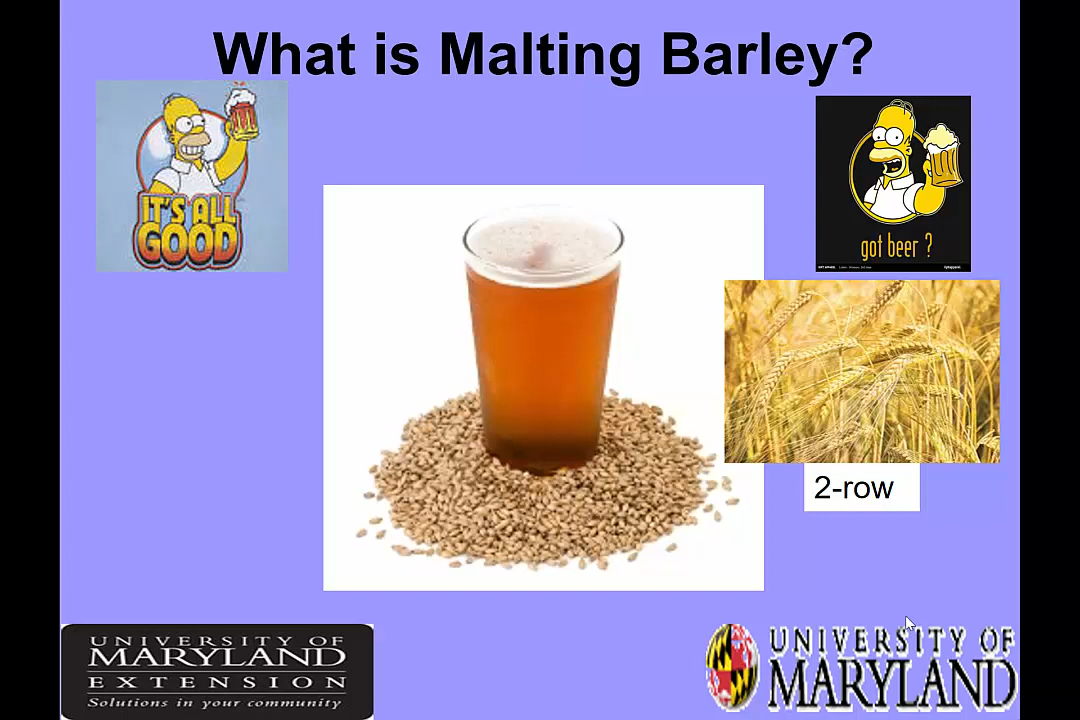 What is Malting Barley?
IT'S ALL
GOOD
got beer ?
2-row
UNIVERSITY OF
MARYLAND
EXTENSION
Solutions in your community
UNIVERSITY OF
MARYLAND